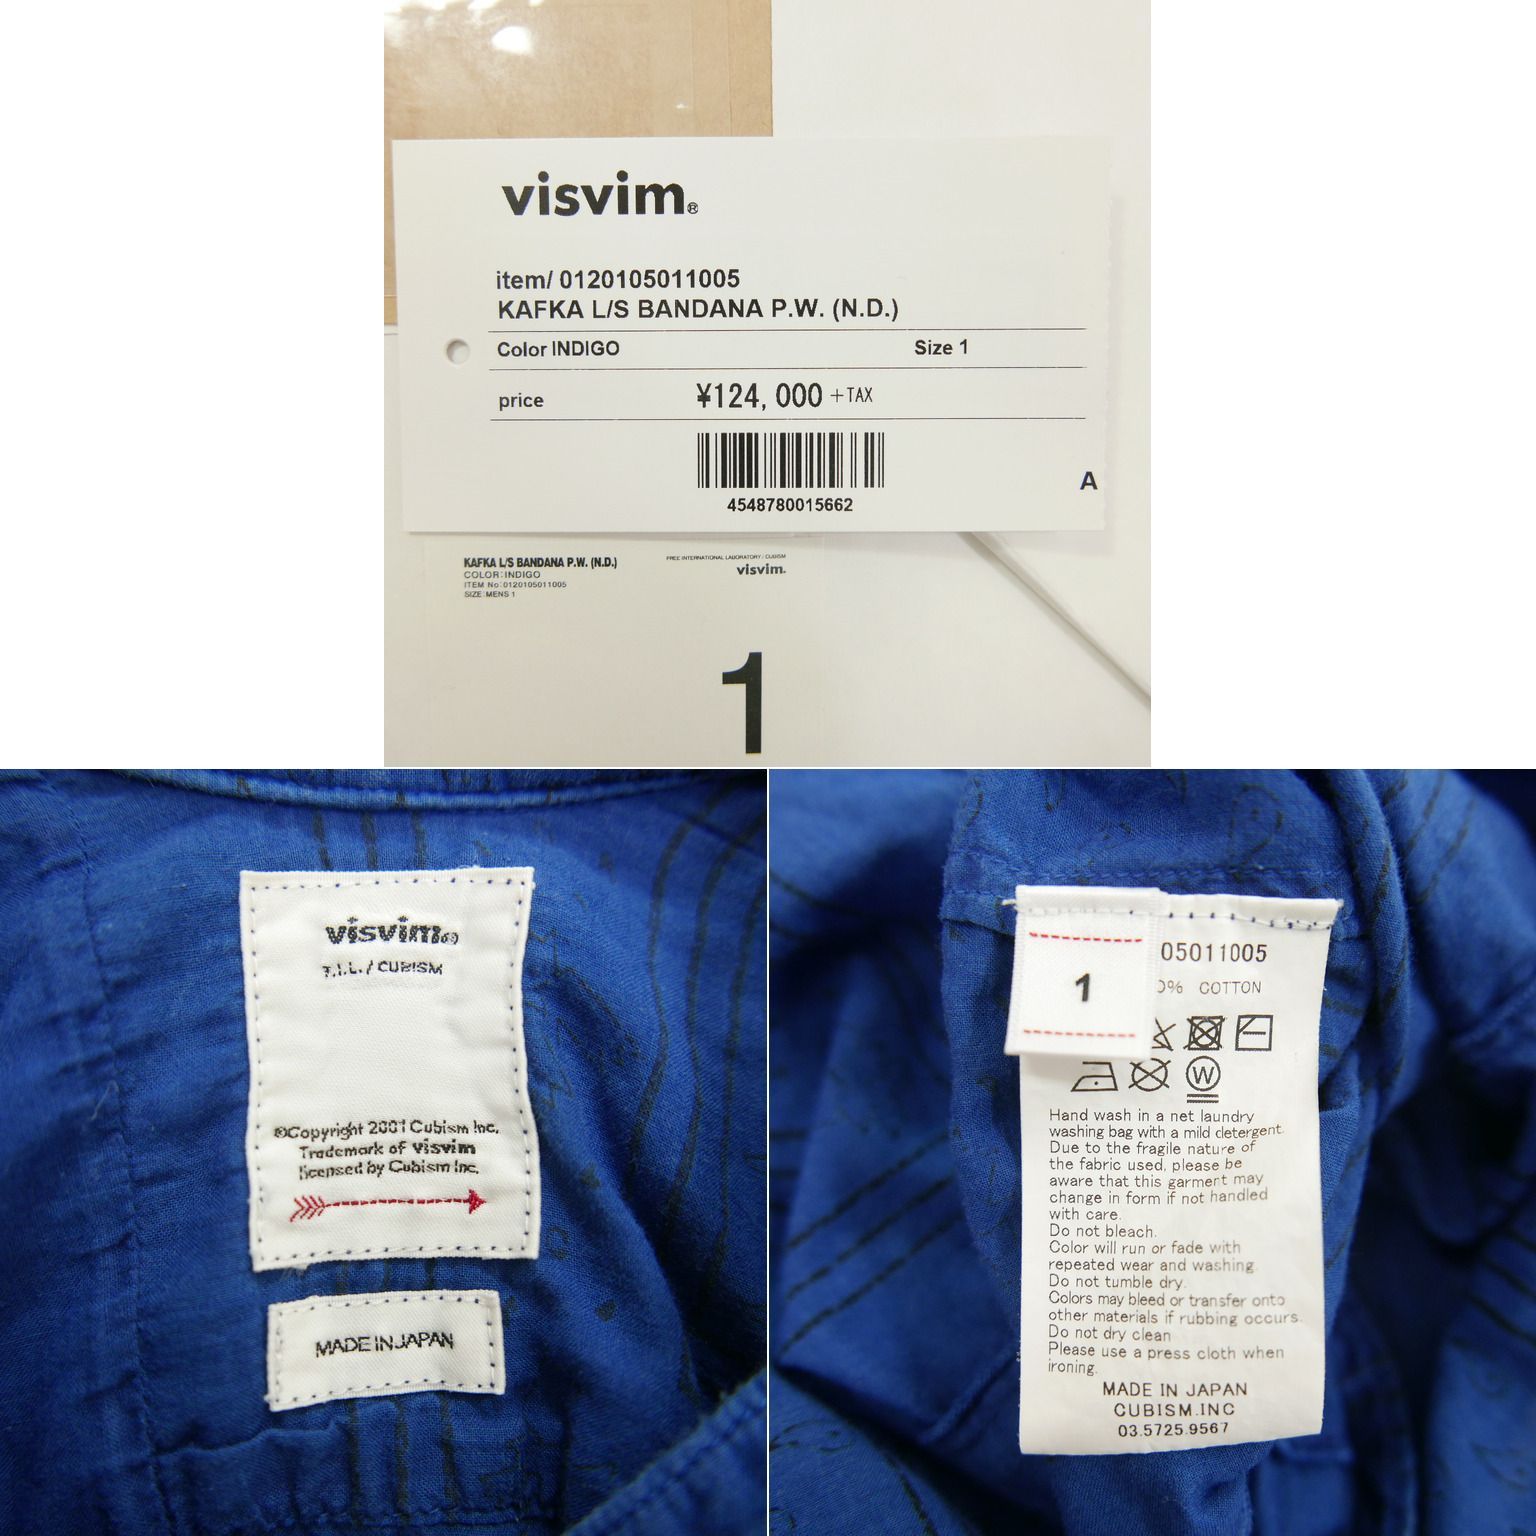 visvim®
item/ 0120105011005
KAFKA L/S BANDANA P.W. (N.D.)
Color INDIGO Size 1
price ¥124,000 +TAX
4548780015662
A
KAFKA L/S BANDANA P.W. (N.D.)
COLOR:INDIGO
ITEM No:0120105011005
SIZE:MENS 1
FREE INTERNATIONAL LABORATORY / CUBISM
visvim.
1
visvim®
F.I.L. / CUBISM
©Copyright 2001 Cubism Inc.
Trademark of visvim
licensed by Cubism Inc.
MADE IN JAPAN
1
05011005
0% COTTON
W
Hand wash in a net laundry
washing bag with a mild detergent.
Due to the fragile nature of
the fabric used, please be
aware that this garment may
change in form if not handled
with care.
Do not bleach.
Color will run or fade with
repeated wear and washing.
Do not tumble dry.
Colors may bleed or transfer onto
other materials if rubbing occurs.
Do not dry clean
Please use a press cloth when
ironing.
MADE IN JAPAN
CUBISM.INC
03.5725.9567